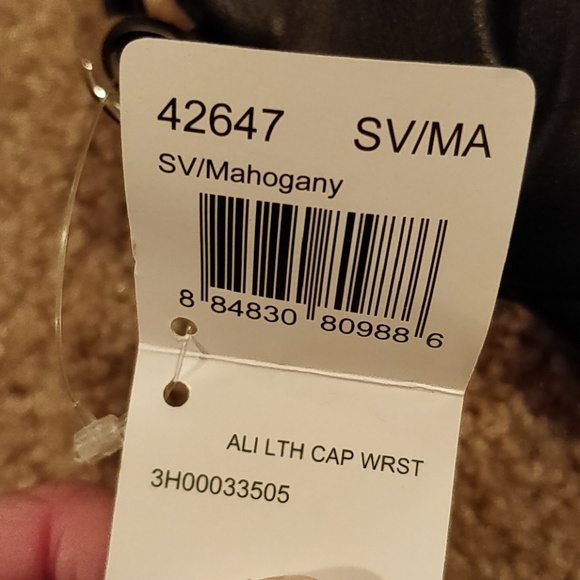 42647 SV/MA
SV/Mahogany
8 84830 80988 6
ALI LTH CAP WRST
3H00033505